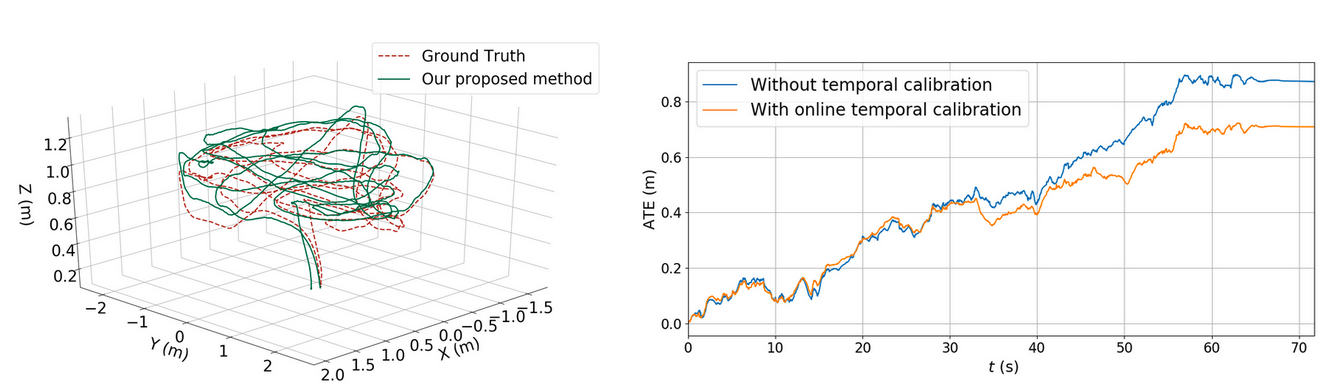 Ground Truth
Our proposed method
1.2
1.0
0.8
0.6
0.4
0.2
Z (m)
−2
−1
0
1
2
Y (m)
2.0
1.5
1.0
0.5
0.0
−0.5
−1.0
−1.5
X (m)
Without temporal calibration
With online temporal calibration
0.8
0.6
0.4
0.2
0.0
ATE (m)
0 10 20 30 40 50 60 70
t (s)